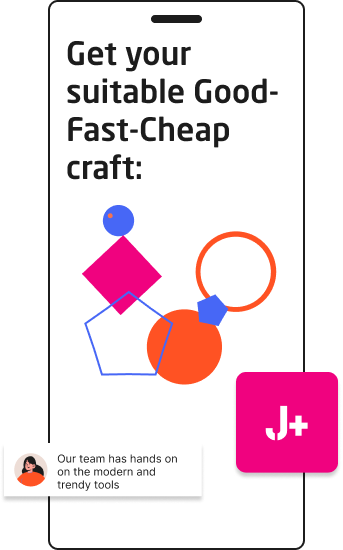 Get your
suitable Good-
Fast-Cheap
craft:
J+
Our team has hands on
on the modern and
trendy tools